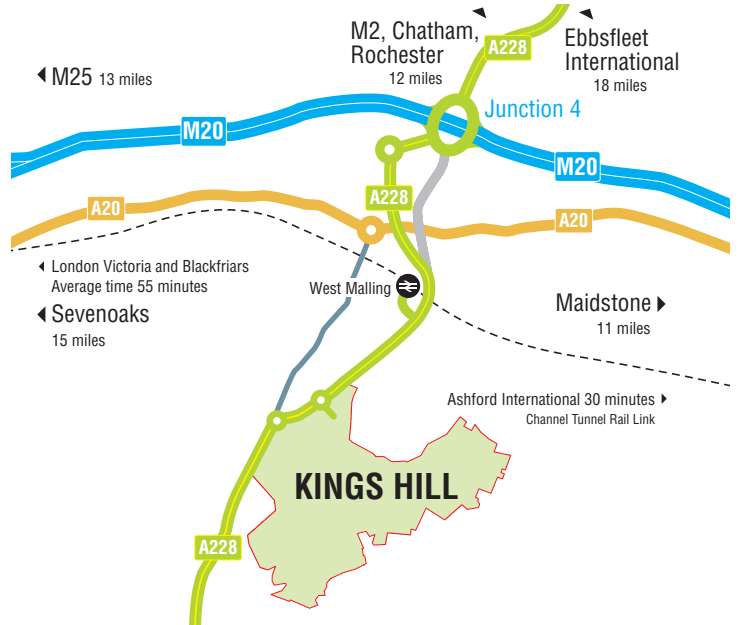 M2, Chatham,
Rochester
12 miles
A228
Ebbsfleet
International
18 miles
M25 13 miles
Junction 4
M20
M20
A228
A20
A20
London Victoria and Blackfriars
Average time 55 minutes
West Malling
Sevenoaks
15 miles
Maidstone
11 miles
Ashford International 30 minutes
Channel Tunnel Rail Link
KINGS HILL
A228